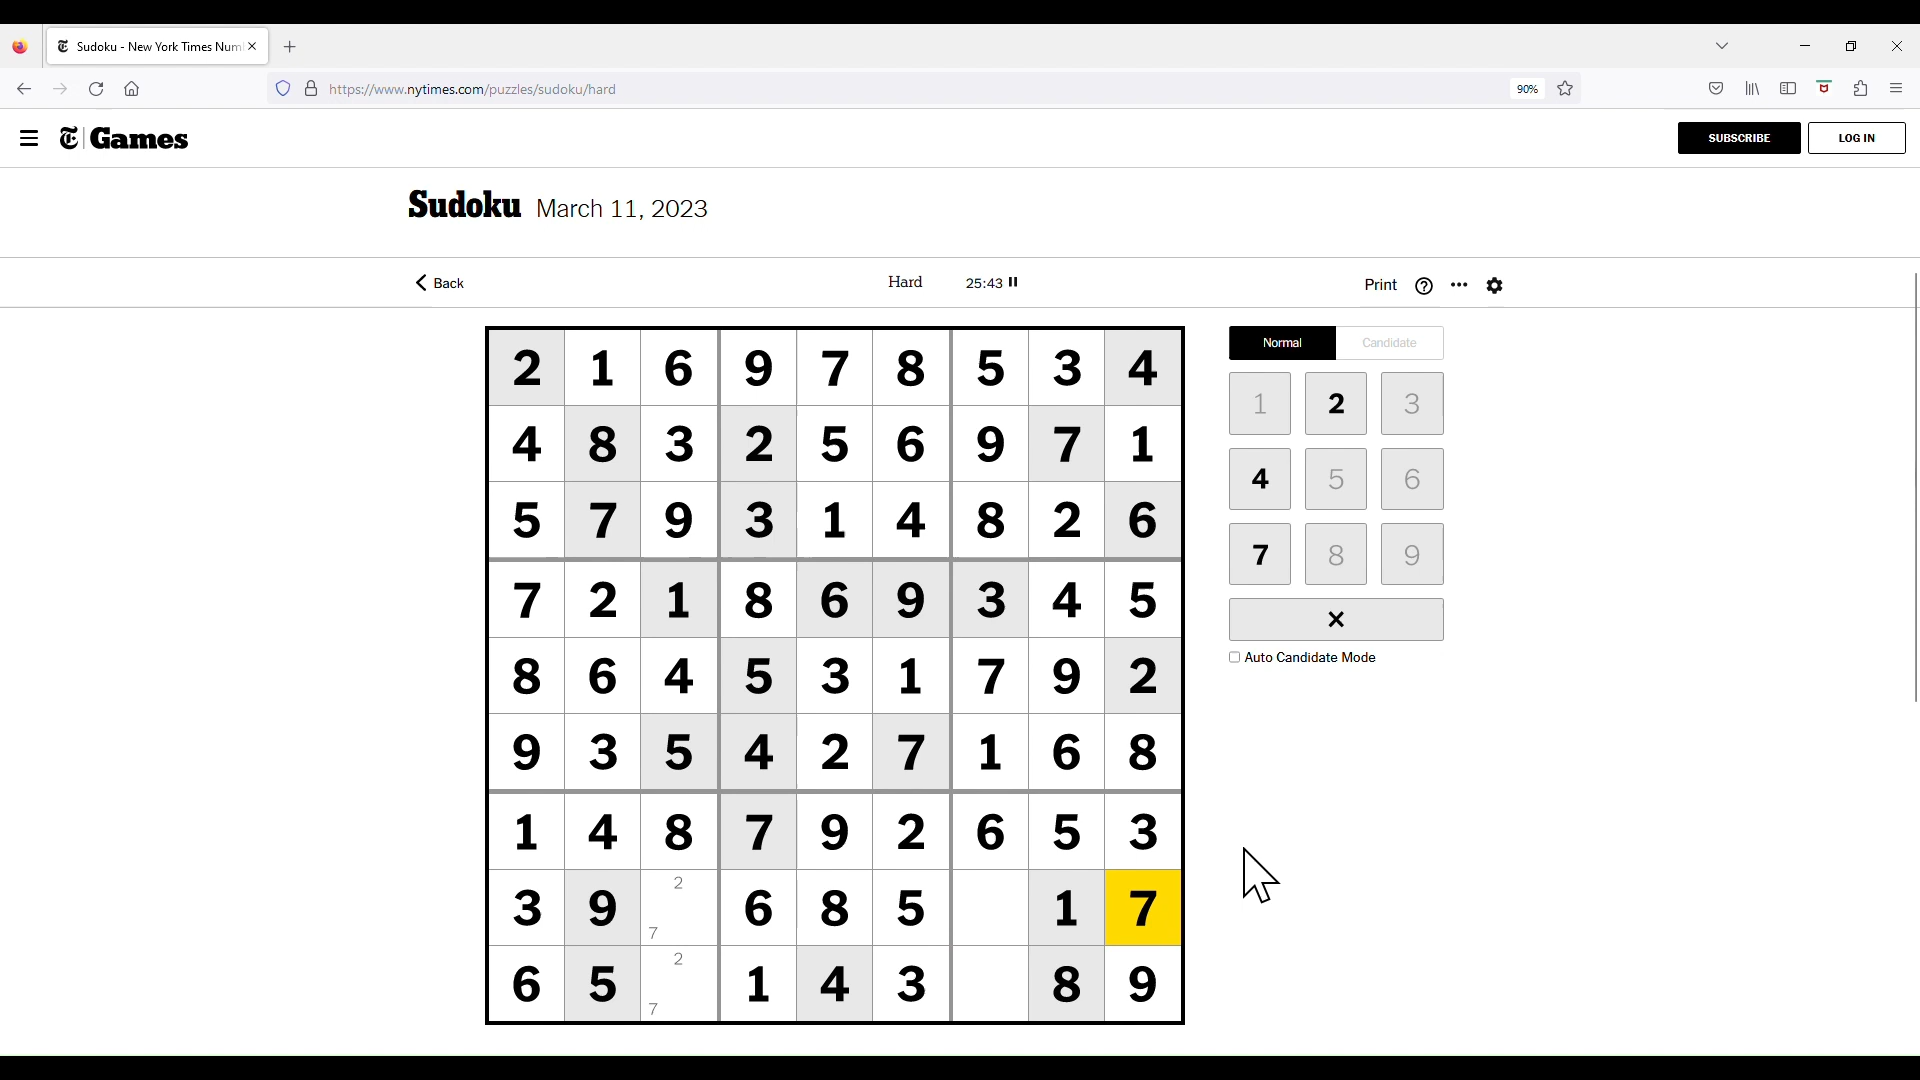 Sudoku - New York Times Num
https://www.nytimes.com/puzzles/sudoku/hard
90%
T Games
SUBSCRIBE
LOG IN
Sudoku March 11, 2023
Back
Hard
25:43
Print
2 1 6 9 7 8 5 3 4
4 8 3 2 5 6 9 7 1
5 7 9 3 1 4 8 2 6
7 2 1 8 6 9 3 4 5
8 6 4 5 3 1 7 9 2
9 3 5 4 2 7 1 6 8
1 4 8 7 9 2 6 5 3
3 9 2 7 6 8 5 1 7
6 5 2 7 1 4 3 8 9
Normal Candidate
1 2 3
4 5 6
7 8 9
Auto Candidate Mode